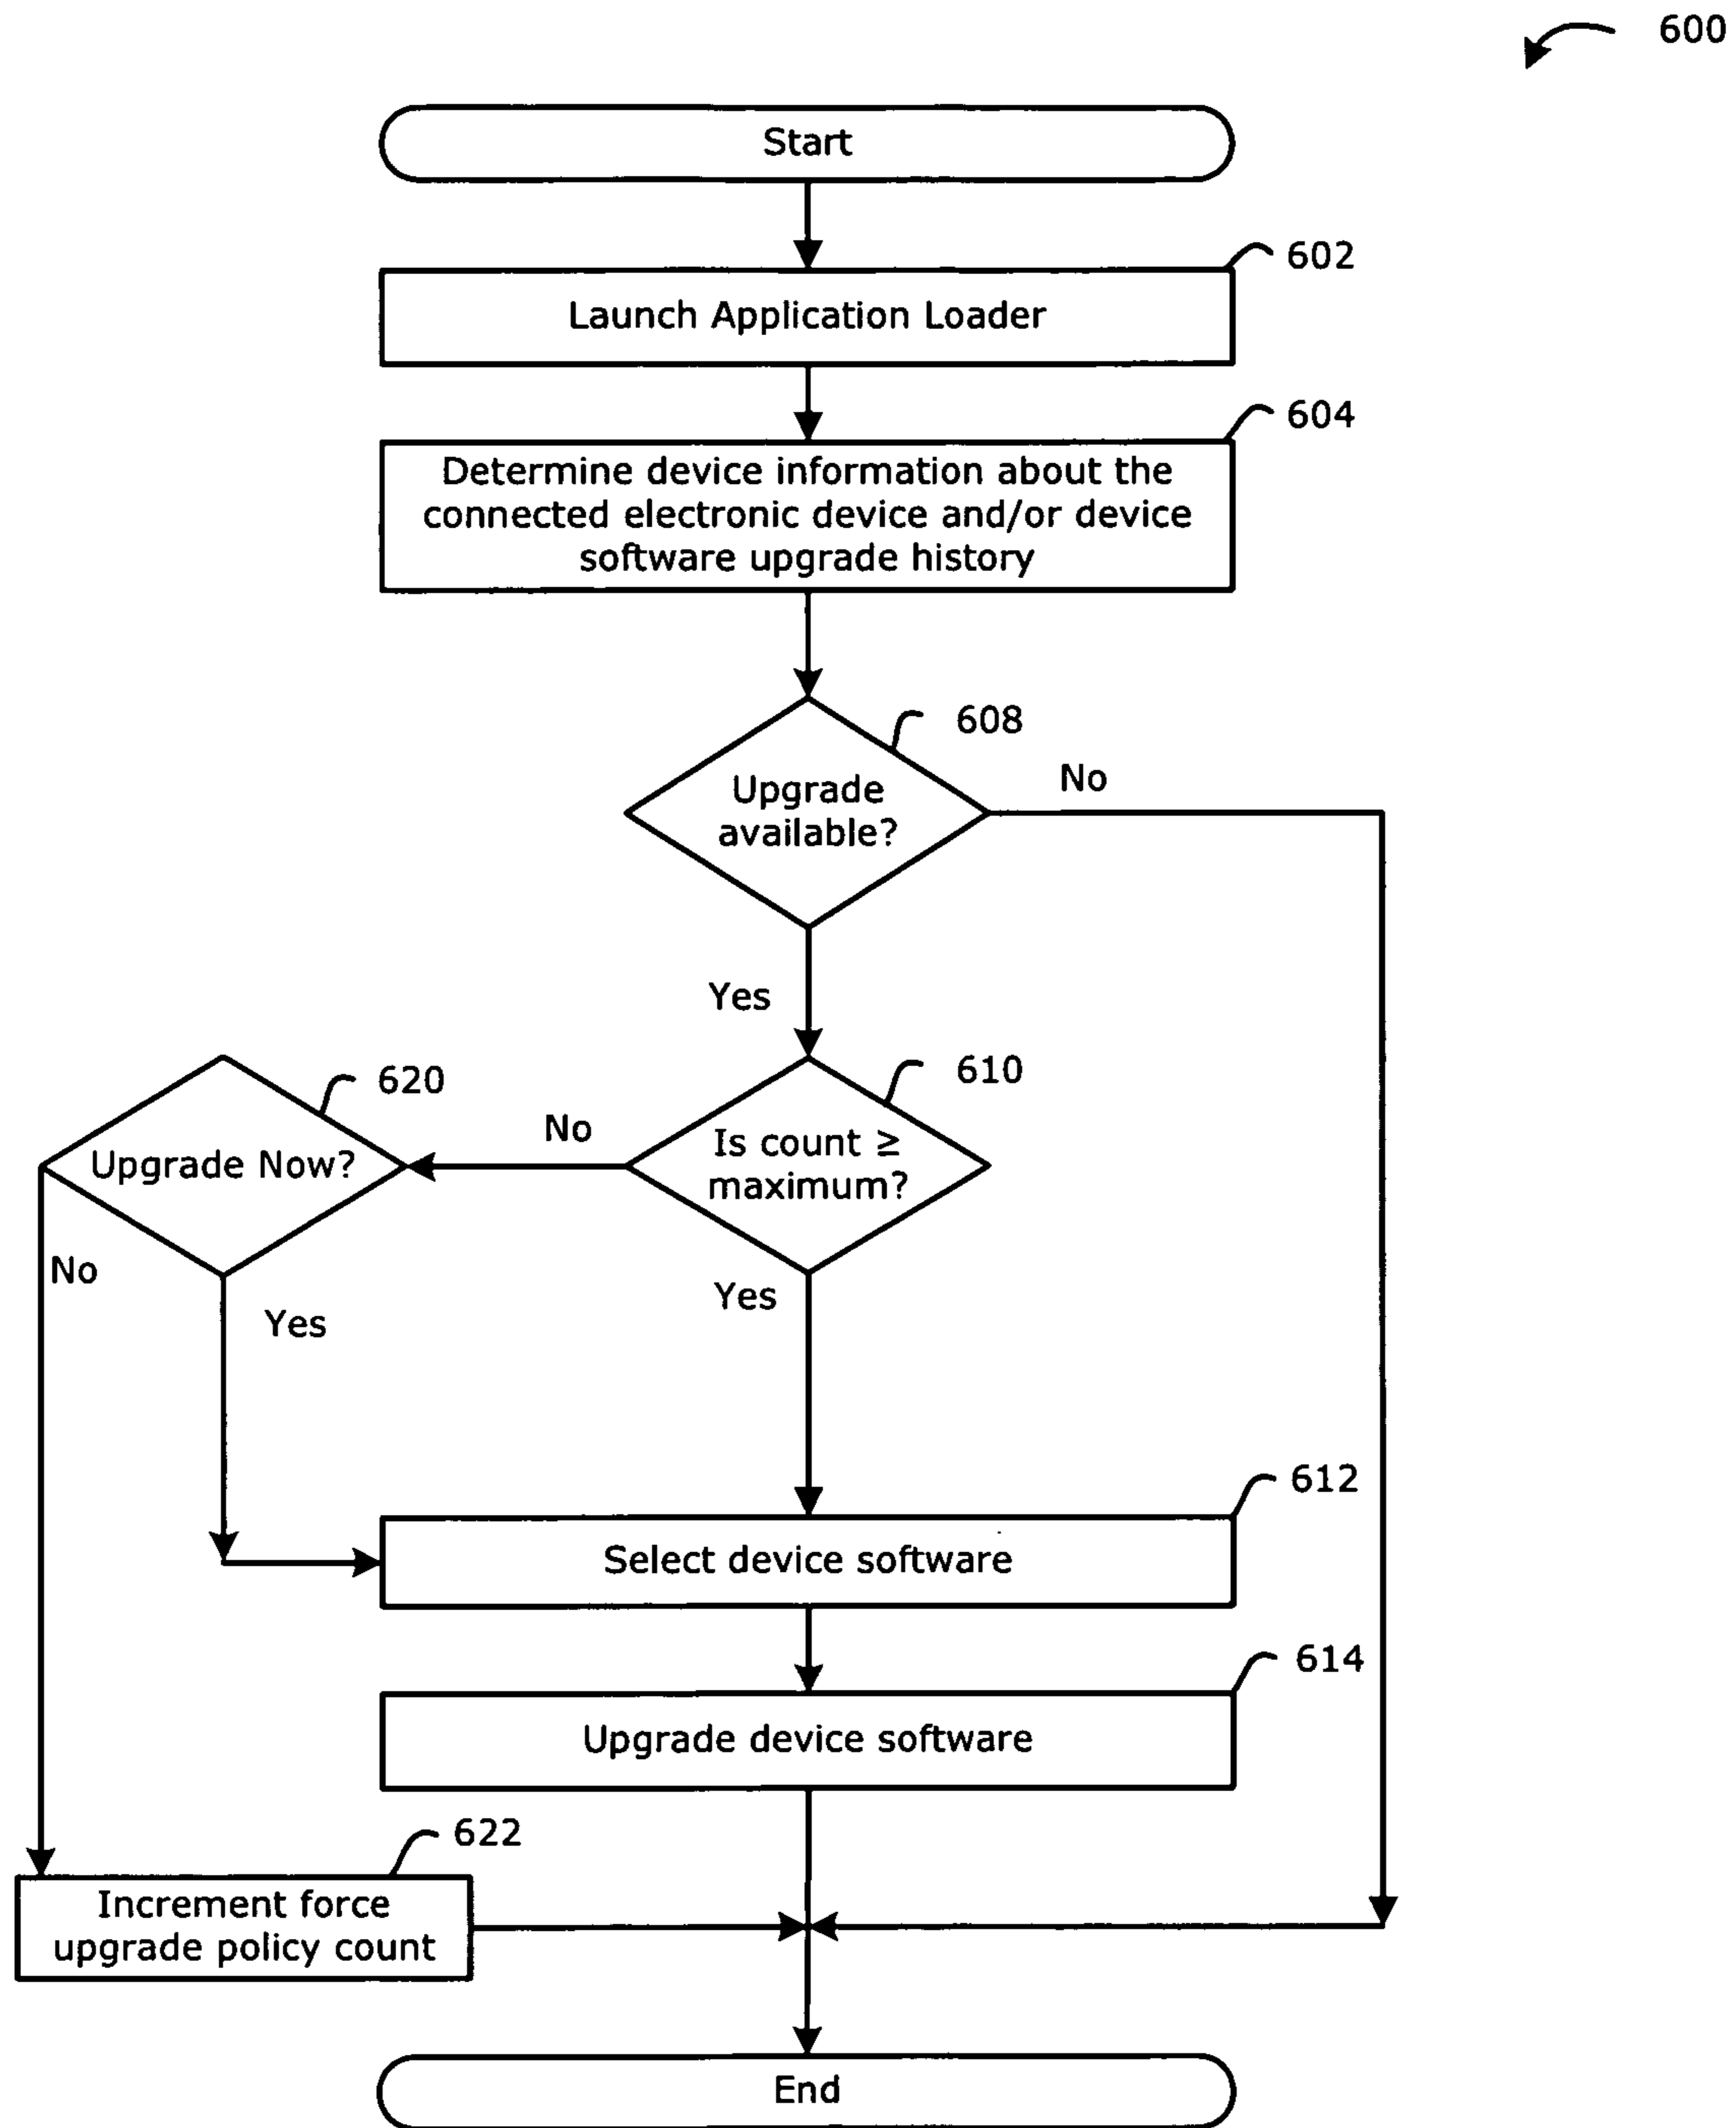 600
Start
602
Launch Application Loader
604
Determine device information about the
connected electronic device and/or device
software upgrade history
608
Upgrade
available?
No
Yes
610
Is count ≥
maximum?
No
620
Upgrade Now?
No
Yes
Yes
612
Select device software
614
Upgrade device software
622
Increment force
upgrade policy count
End